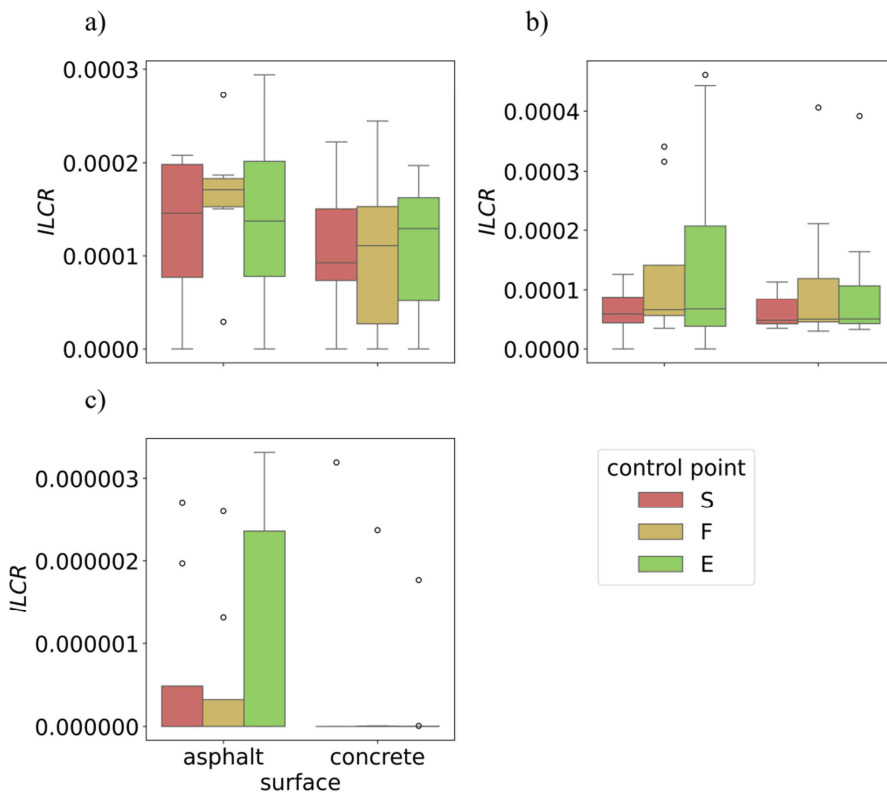 a)
0.0003
0.0002
0.0001
0.0000
ILCR
b)
0.0004
0.0003
0.0002
0.0001
0.0000
ILCR
c)
0.000003
0.000002
0.000001
0.000000
ILCR
asphalt concrete
surface
control point
S
F
E